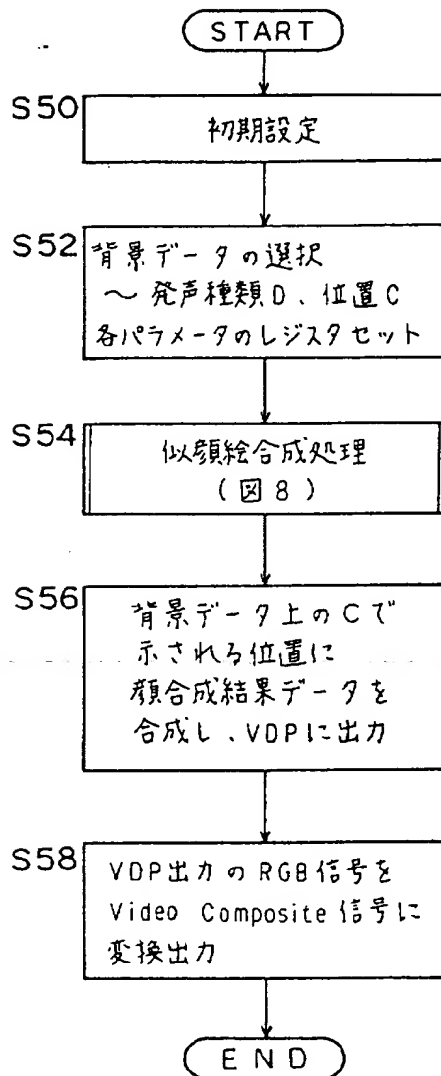 START
S50
初期設定
S52
背景データの選択
～発声種類D、位置C
各パラメータのレジスタセット
S54
似顔絵合成処理
(図8)
S56
背景データ上のCで
示される位置に
顔合成結果データを
合成し、VDPに出力
S58
VDP出力のRGB信号を
Video Composite信号に
変換出力
END